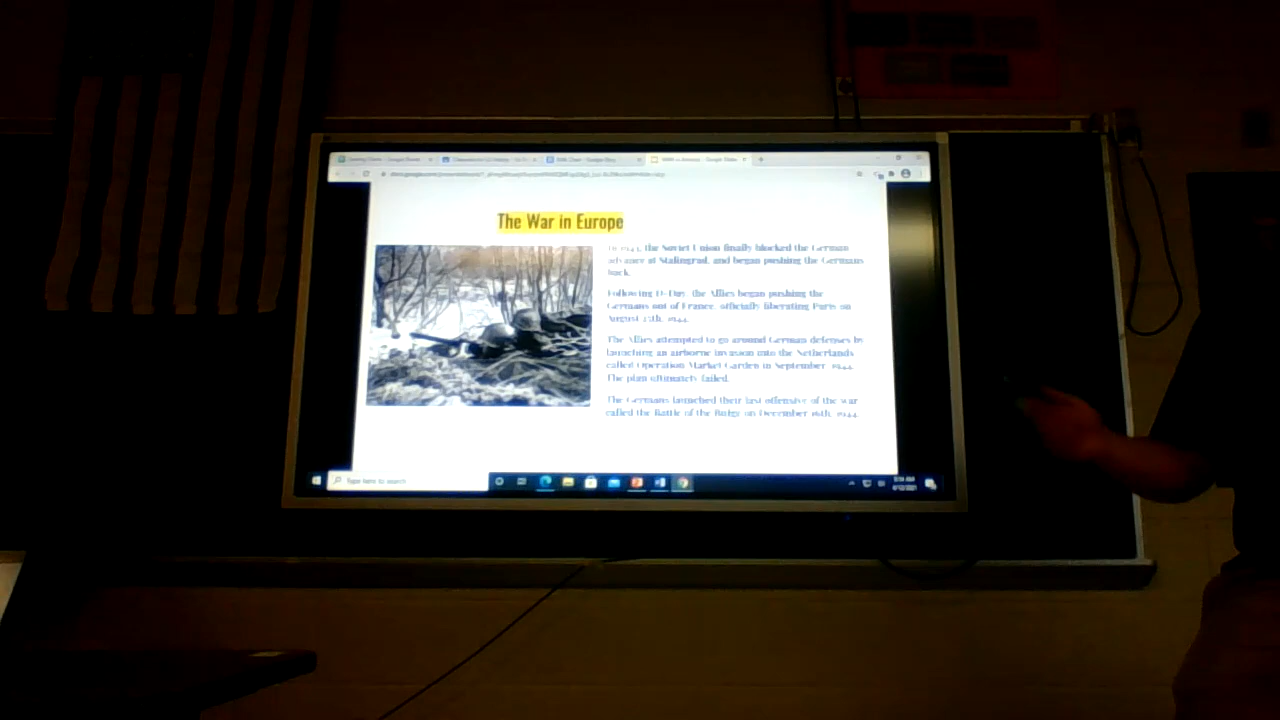 The War in Europe
In 1943, the Soviet Union finally blocked the German
advance at Stalingrad, and began pushing the Germans
back.
Following D-Day, the Allies began pushing the
Germans out of France, officially liberating Paris on
August 25th, 1944.
The Allies attempted to go around German defenses by
launching an airborne invasion into the Netherlands
called Operation Market Garden in September, 1944.
The plan ultimately failed.
The Germans launched their last offensive of the war
called the Battle of the Bulge on December 16th, 1944.
Type here to search